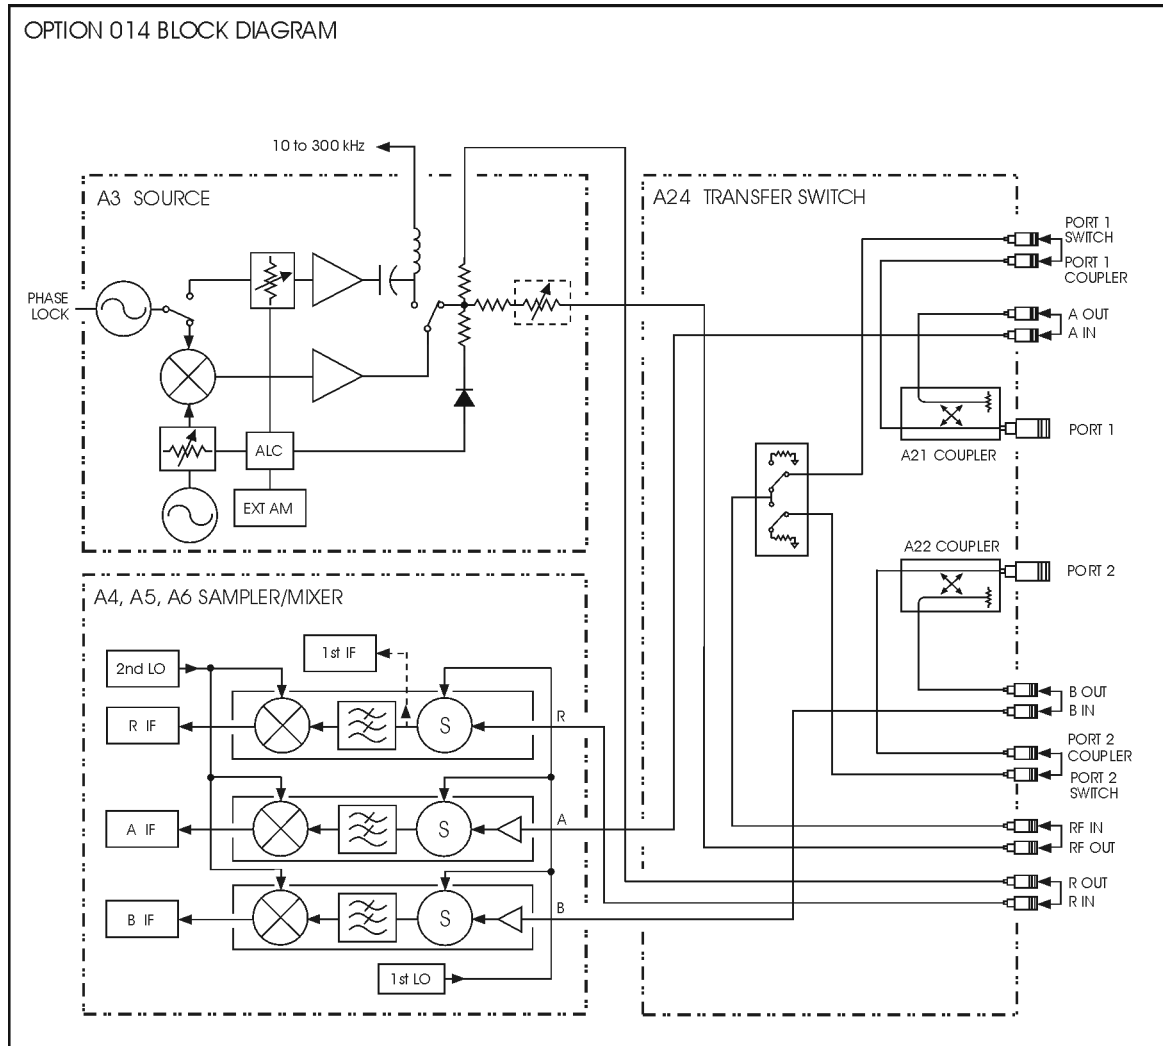 OPTION 014 BLOCK DIAGRAM
10 to 300 kHz
A3 SOURCE
PHASE
LOCK
ALC
EXT AM
A24 TRANSFER SWITCH
PORT 1
SWITCH
PORT 1
COUPLER
A OUT
A IN
PORT 1
A21 COUPLER
A22 COUPLER
PORT 2
B OUT
B IN
PORT 2
COUPLER
PORT 2
SWITCH
RF IN
RF OUT
R OUT
R IN
A4, A5, A6 SAMPLER/MIXER
1st IF
2nd LO
R IF
S
R
A IF
S
A
B IF
S
B
1st LO